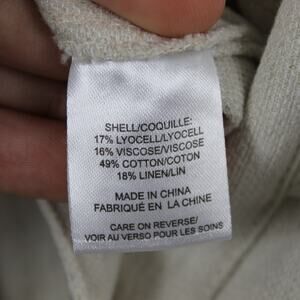 SHELL/COQUILLE:
17% LYOCELL/LYOCELL
16% VISCOSE/VISCOSE
49% COTTON/COTON
18% LINEN/LIN
MADE IN CHINA
FABRIQUÉ EN LA CHINE
CARE ON REVERSE/
VOIR AU VERSO POUR LES SOINS